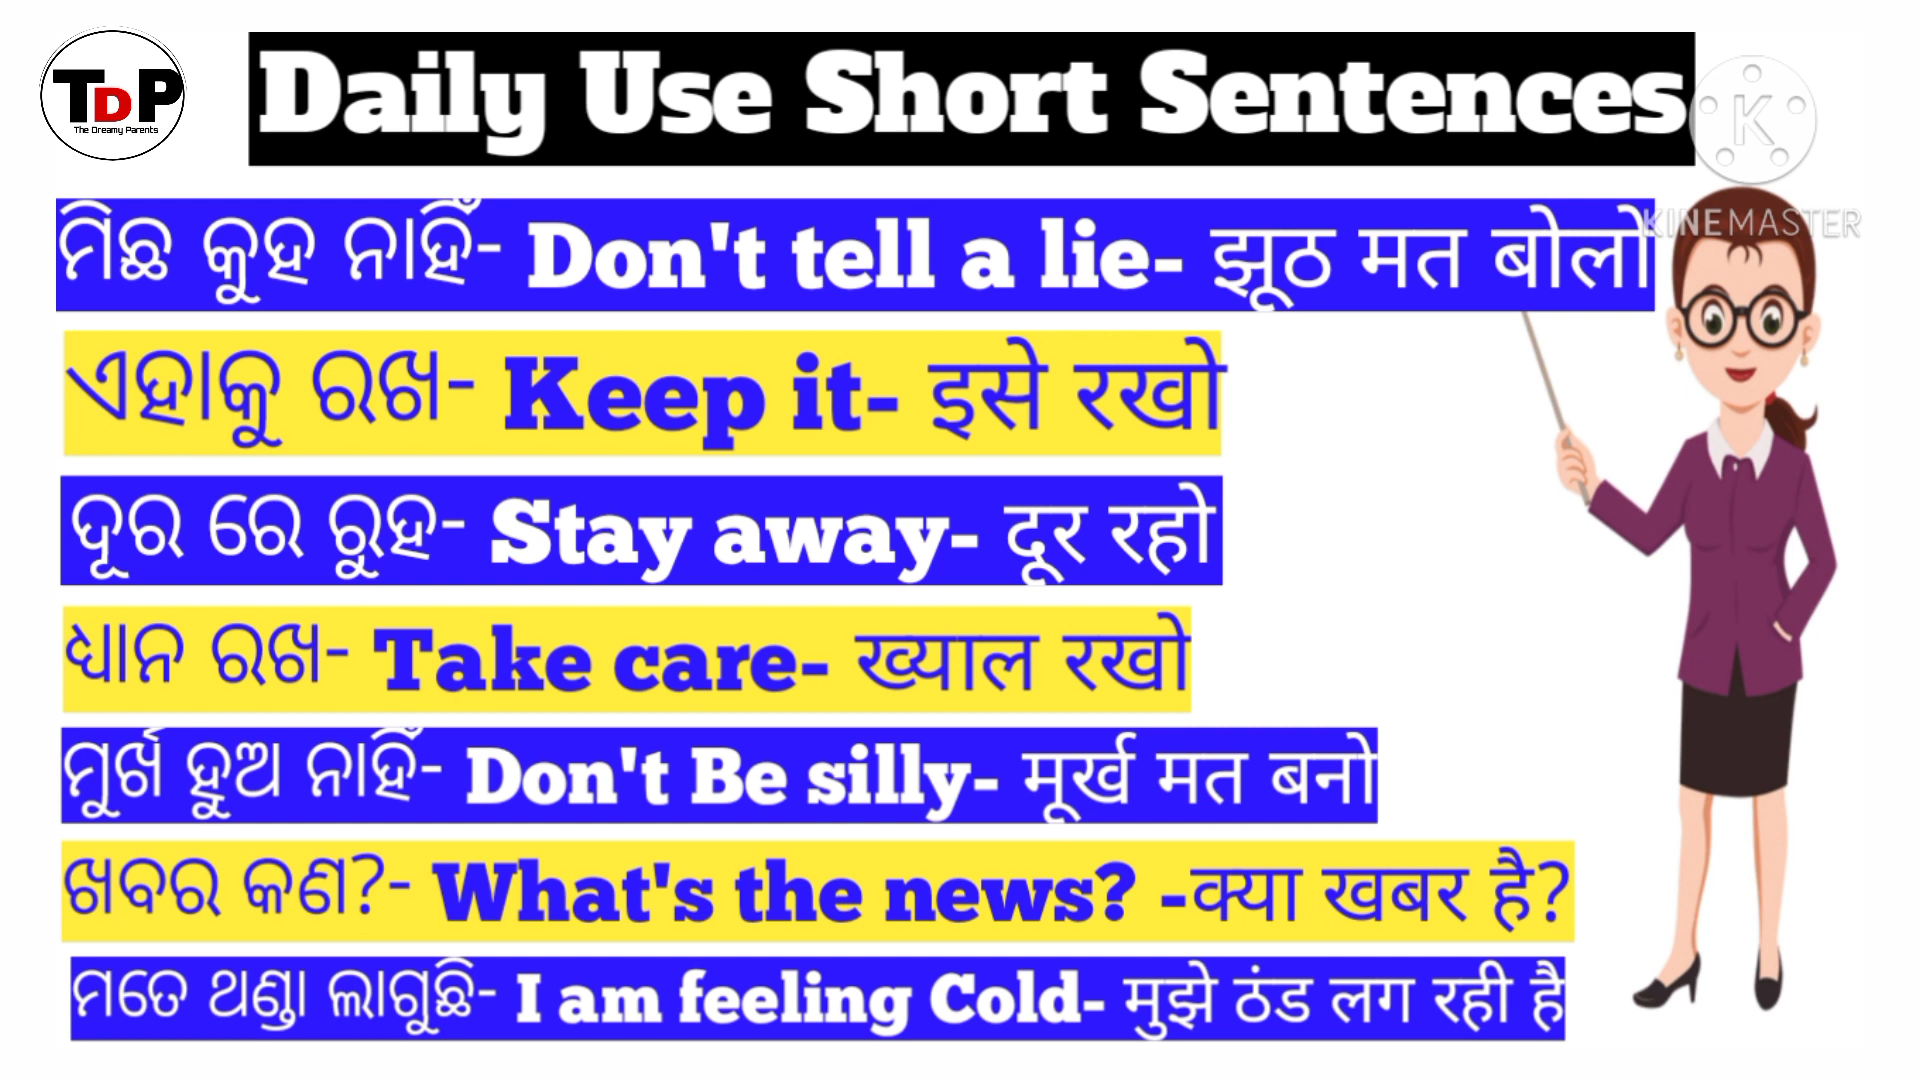 TDP
The Dreamy Parents
Daily Use Short Sentences
K
KINEMASTER
ମିଛ କୁହ ନାହିଁ- Don't tell a lie- झूठ मत बोलो
ଏହାକୁ ରଖ- Keep it- इसे रखो
ଦୂର ରେ ରୁହ- Stay away- दूर रहो
ଧ୍ୟାନ ରଖ- Take care- ख्याल रखो
ମୁର୍ଖ ହୁଅ ନାହିଁ- Don't Be silly- मूर्ख मत बनो
ଖବର କଣ?- What's the news? -क्या खबर है?
ମତେ ଥଣ୍ଡା ଲାଗୁଛି- I am feeling Cold- मुझे ठंड लग रही है